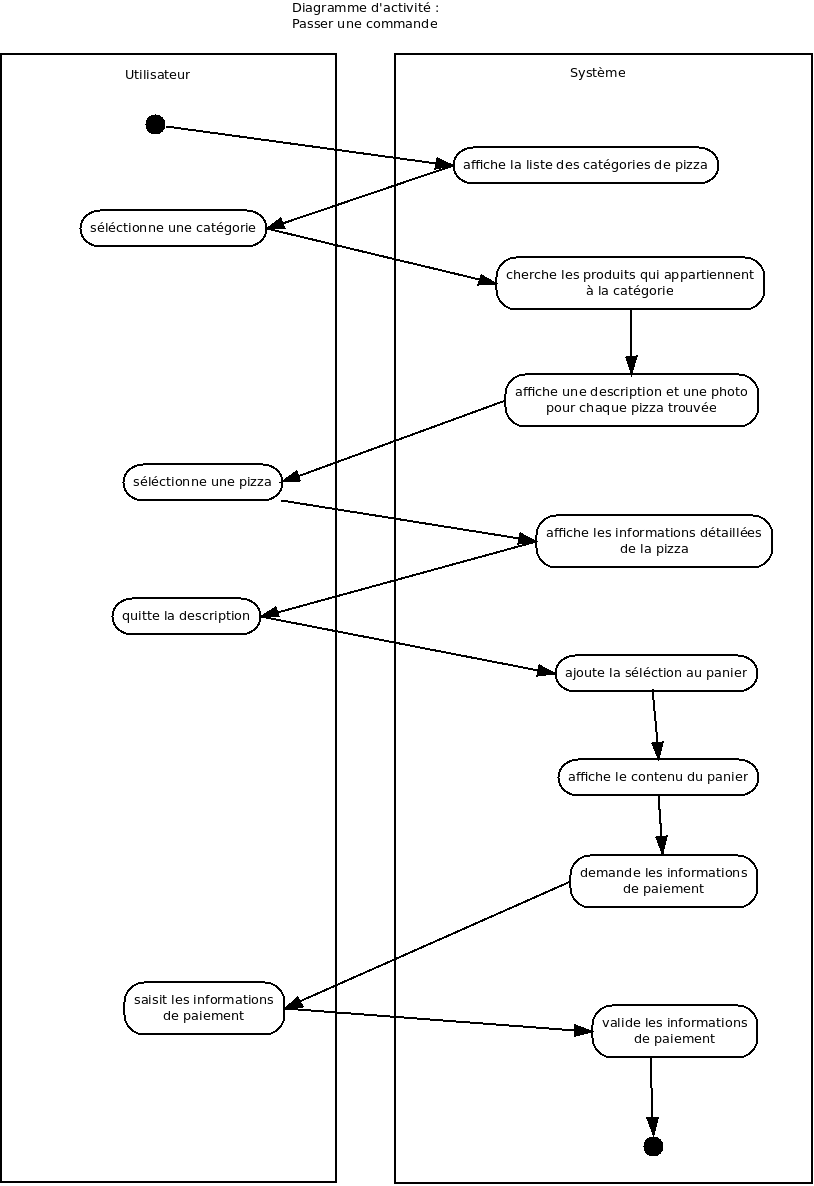 Diagramme d'activité :
Passer une commande
Utilisateur
Système
affiche la liste des catégories de pizza
séléctionne une catégorie
cherche les produits qui appartiennent
à la catégorie
affiche une description et une photo
pour chaque pizza trouvée
séléctionne une pizza
affiche les informations détaillées
de la pizza
quitte la description
ajoute la séléction au panier
affiche le contenu du panier
demande les informations
de paiement
saisit les informations
de paiement
valide les informations
de paiement